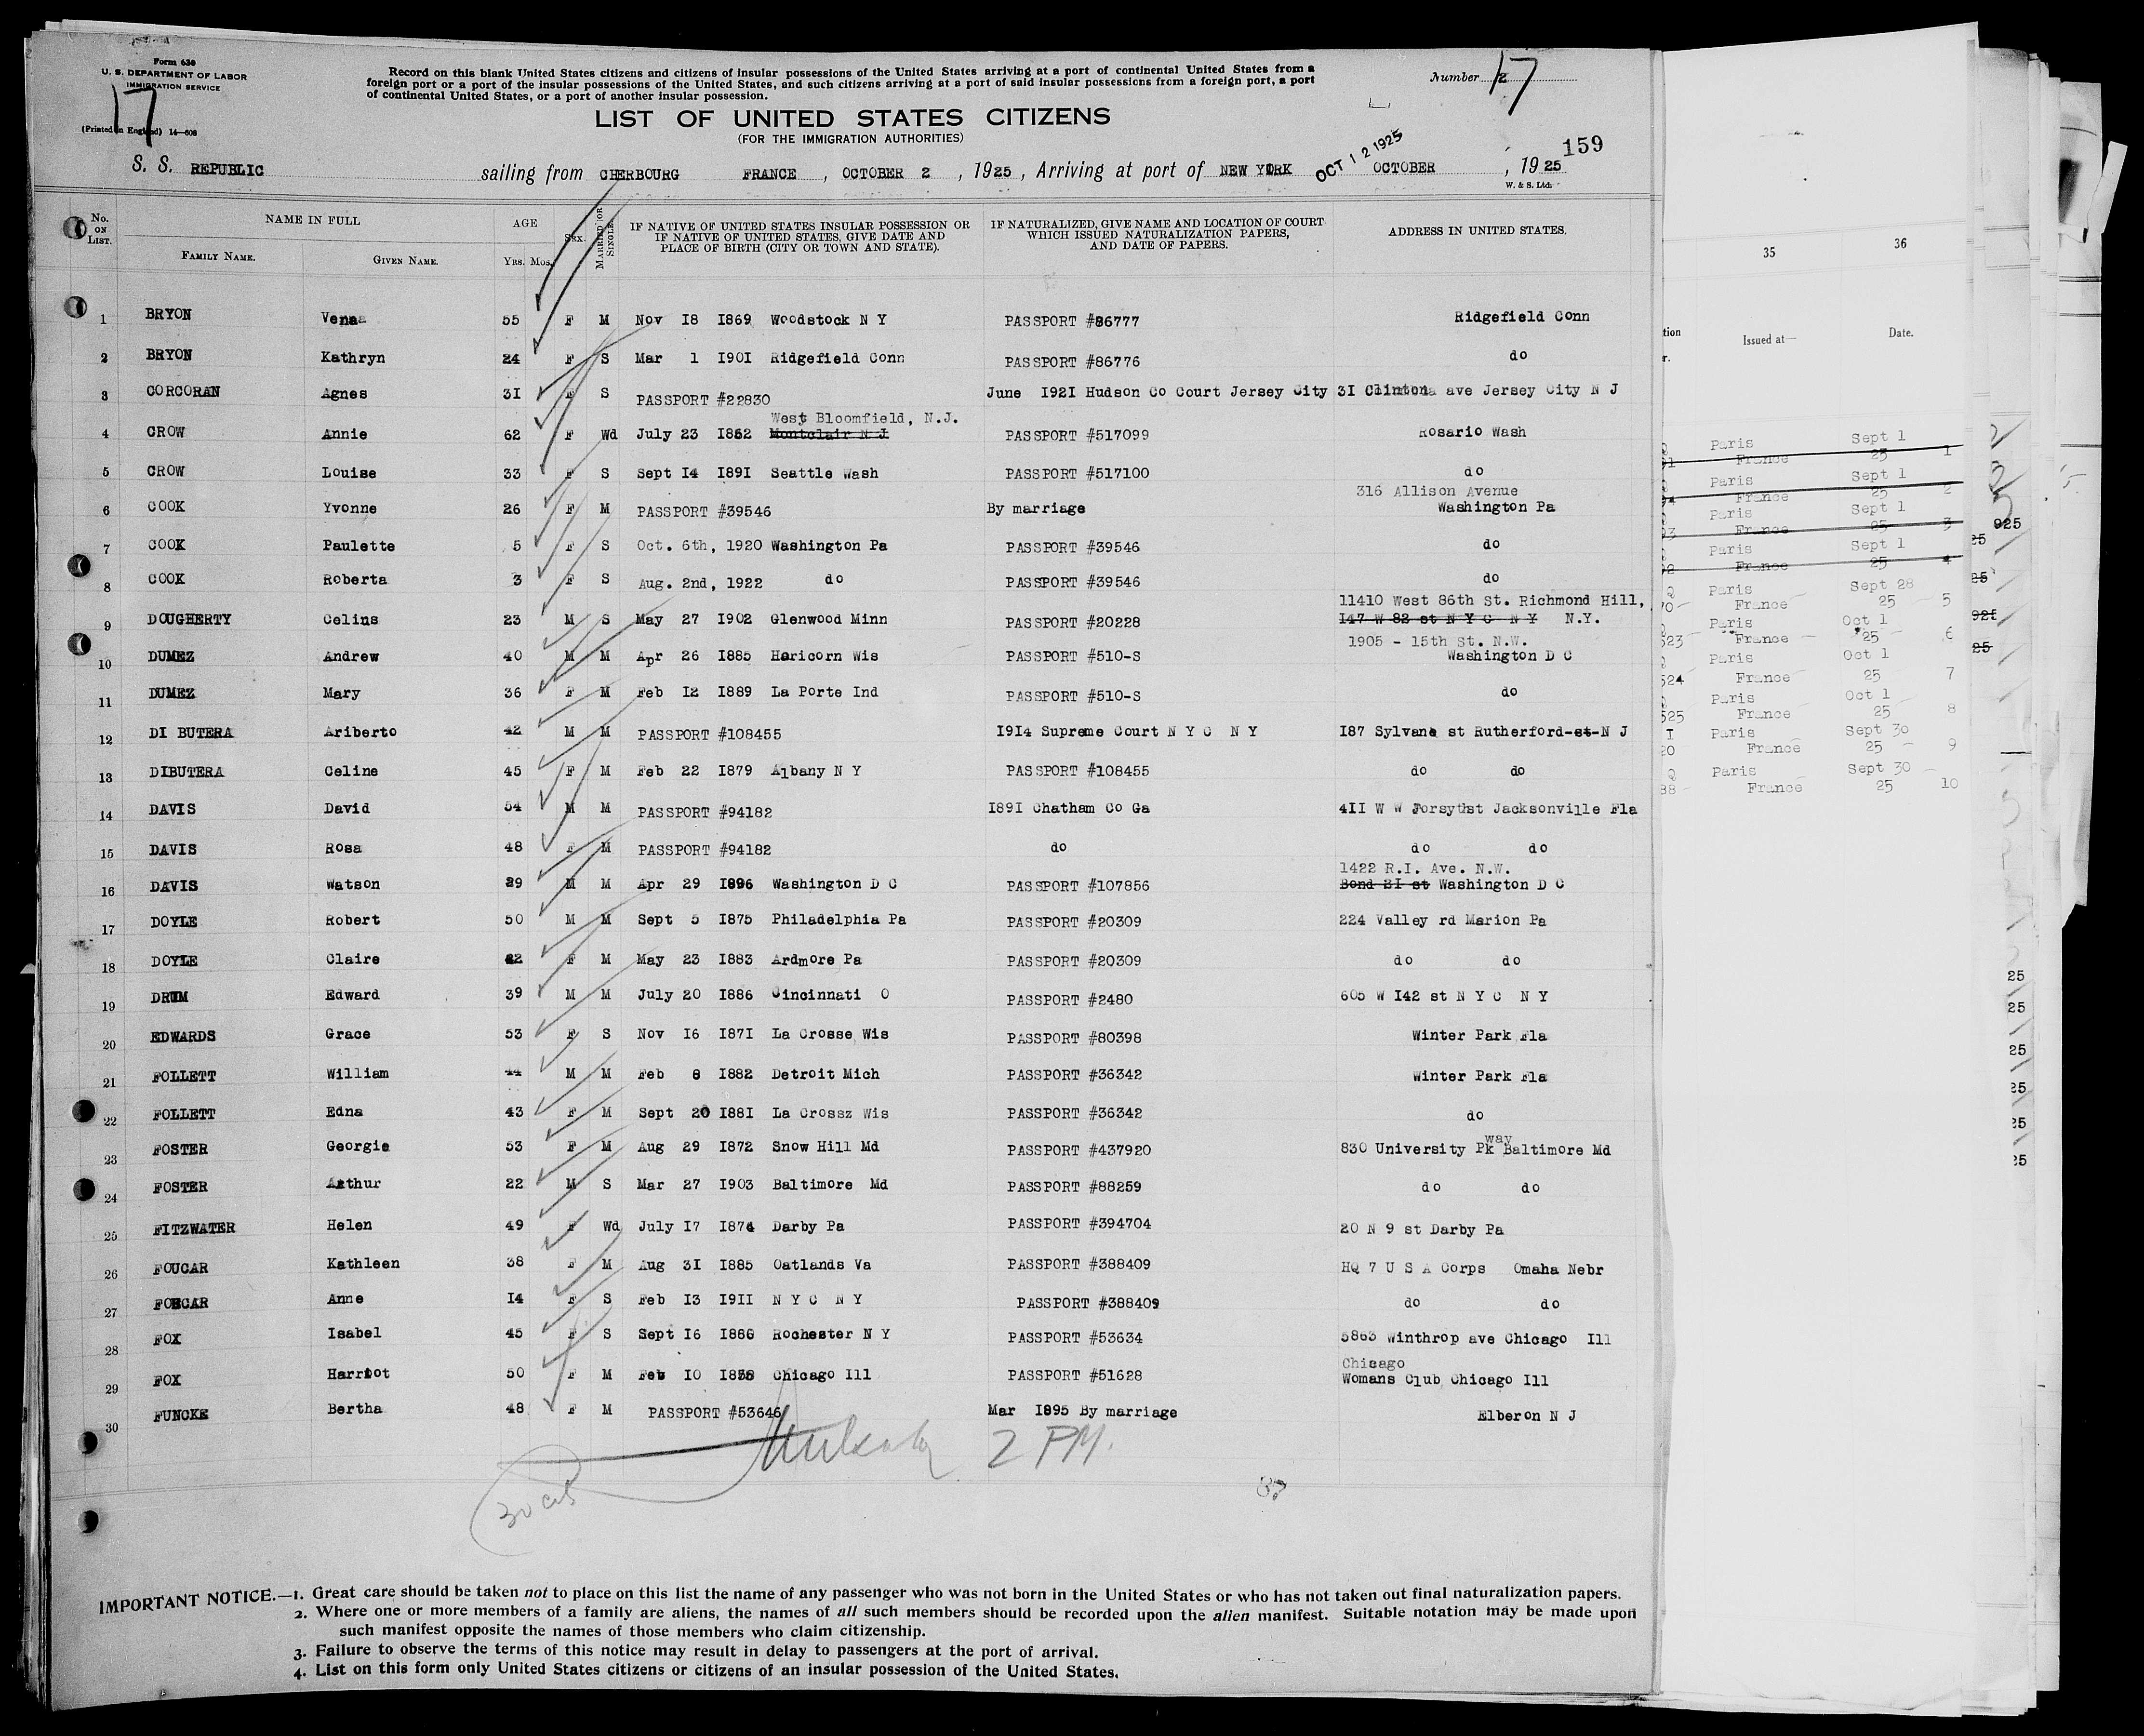 Form 630
U. S. DEPARTMENT OF LABOR
IMMIGRATION SERVICE
17
(Printed in England) 14—608
Record on this blank United States citizens and citizens of insular possessions of the United States arriving at a port of continental United States from a
foreign port or a port of the insular possessions of the United States, and such citizens arriving at a port of said insular possessions from a foreign port, a port
of continental United States, or a port of another insular possession.
Number 2 17
LIST OF UNITED STATES CITIZENS
(FOR THE IMMIGRATION AUTHORITIES)
OCT 12 1925
159
S. S. REPUBLIC sailing from CHERBOURG FRANCE, OCTOBER 2, 1925, Arriving at port of NEW YORK OCTOBER, 1925
W. & S. Ltd.
No. ON LIST. NAME IN FULL AGE SEX. MARRIED OR SINGLE IF NATIVE OF UNITED STATES INSULAR POSSESSION OR IF NATIVE OF UNITED STATES, GIVE DATE AND PLACE OF BIRTH (CITY OR TOWN AND STATE). IF NATURALIZED, GIVE NAME AND LOCATION OF COURT WHICH ISSUED NATURALIZATION PAPERS, AND DATE OF PAPERS. ADDRESS IN UNITED STATES.
FAMILY NAME. GIVEN NAME. YRS. MOS.
1 BRYON Venna 55 F M Nov 18 1869 Woodstock N Y PASSPORT #86777 Ridgefield Conn
2 BRYON Kathryn 24 F S Mar 1 1901 Ridgefield Conn PASSPORT #86776 do
3 CORCORAN Agnes 31 F S PASSPORT #22830 June 1921 Hudson Co Court Jersey City 31 Clinton ave Jersey City N J
West Bloomfield, N.J.
4 CROW Annie 62 F Wd July 23 1862 Montclair N J PASSPORT #517099 Rosario Wash
5 CROW Louise 33 F S Sept 14 1891 Seattle Wash PASSPORT #517100 do
316 Allison Avenue
6 COOK Yvonne 26 F M PASSPORT #39546 By marriage Washington Pa
7 COOK Paulette 5 F S Oct. 6th, 1920 Washington Pa PASSPORT #39546 do
8 COOK Roberta 3 F S Aug. 2nd, 1922 do PASSPORT #39546 do
11410 West 86th St. Richmond Hill,
9 DOUGHERTY Celins 23 M S May 27 1902 Glenwood Minn PASSPORT #20228 147 W 82 st N Y C N Y N.Y.
1905 - 15th St. N.W.
10 DUMEZ Andrew 40 M M Apr 26 1885 Horicorn Wis PASSPORT #510-S Washington D C
11 DUMEZ Mary 36 F M Feb 12 1889 La Porte Ind PASSPORT #510-S do
12 DI BUTERA Ariberto 42 M M PASSPORT #108455 1914 Supreme Court N Y C N Y 187 Sylvana st Rutherford-st-N J
13 DIBUTERA Celine 45 F M Feb 22 1879 Albany N Y PASSPORT #108455 do do
14 DAVIS David 54 M M PASSPORT #94182 1891 Chatham Co Ga 411 W W Forsythst Jacksonville Fla
15 DAVIS Rosa 48 F M PASSPORT #94182 do do do
1422 R.I. Ave. N.W.
16 DAVIS Watson 29 M M Apr 29 1896 Washington D C PASSPORT #107856 Bond 21 st Washington D C
17 DOYLE Robert 50 M M Sept 5 1875 Philadelphia Pa PASSPORT #20309 224 Valley rd Marion Pa
18 DOYLE Claire 42 F M May 23 1883 Ardmore Pa PASSPORT #20309 do do
19 DRUM Edward 39 M M July 20 1886 Cincinnati O PASSPORT #2480 605 W 142 st N Y C N Y
20 EDWARDS Grace 53 F S Nov 16 1871 La Crosse Wis PASSPORT #80398 Winter Park Fla
21 FOLLETT William 44 M M Feb 8 1882 Detroit Mich PASSPORT #36342 Winter Park Fla
22 FOLLETT Edna 43 F M Sept 20 1881 La Crossz Wis PASSPORT #36342 do
way
23 FOSTER Georgie 53 F M Aug 29 1872 Snow Hill Md PASSPORT #437920 830 University Pk Baltimore Md
24 FOSTER Arthur 22 M S Mar 27 1903 Baltimore Md PASSPORT #88259 do do
25 FITZWATER Helen 49 F Wd July 17 1874 Darby Pa PASSPORT #394704 20 N 9 st Darby Pa
26 FOUCAR Kathleen 38 F M Aug 31 1885 Oatlands Va PASSPORT #388409 HQ 7 U S A Corps Omaha Nebr
27 FOUCAR Anne 14 F S Feb 13 1911 N Y C N Y PASSPORT #388409 do do
28 FOX Isabel 45 F S Sept 16 1880 Rochester N Y PASSPORT #53634 5863 Winthrop ave Chicago Ill
Chicago
29 FOX Harriot 50 F M Feb 10 1858 Chicago Ill PASSPORT #51628 Womans Club Chicago Ill
30 FUNCKE Bertha 48 F M PASSPORT #53646 Mar 1895 By marriage Elberon N J
2 PM.
30 cits
IMPORTANT NOTICE.—1. Great care should be taken not to place on this list the name of any passenger who was not born in the United States or who has not taken out final naturalization papers.
2. Where one or more members of a family are aliens, the names of all such members should be recorded upon the alien manifest. Suitable notation may be made upon
such manifest opposite the names of those members who claim citizenship.
3. Failure to observe the terms of this notice may result in delay to passengers at the port of arrival.
4. List on this form only United States citizens or citizens of an insular possession of the United States.
35 36
tion Issued at— Date.
r.
Paris Sept 1
France 25 1
Paris Sept 1
France 25 2
Paris Sept 1
France 25 3
Paris Sept 1
France 25 4
Paris Sept 28
France 25 5
Paris Oct 1
523 France 25 6
Paris Oct 1
524 France 25 7
Paris Oct 1
525 France 25 8
Paris Sept 30
France 25 9
Paris Sept 30
France 25 10
925
25
25
925
25
25
25
25
25
25
25